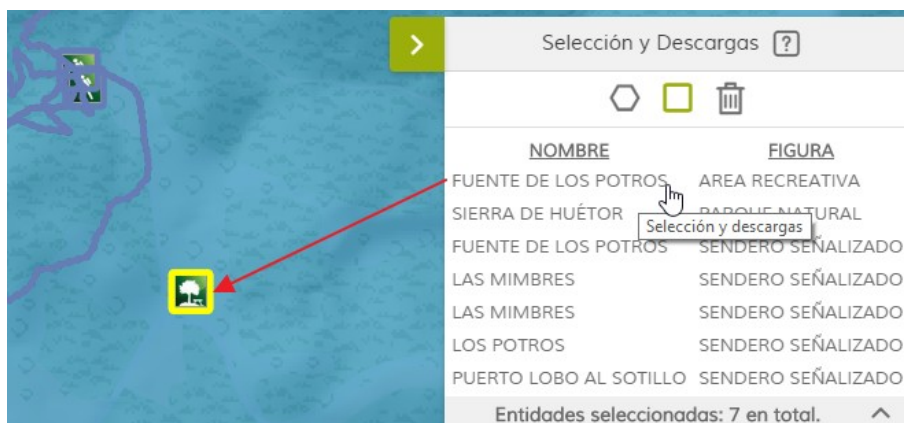 Selección y Descargas ?
NOMBRE FIGURA
FUENTE DE LOS POTROS AREA RECREATIVA
SIERRA DE HUÉTOR PARQUE NATURAL
Selección y descargas
FUENTE DE LOS POTROS SENDERO SEÑALIZADO
LAS MIMBRES SENDERO SEÑALIZADO
LAS MIMBRES SENDERO SEÑALIZADO
LOS POTROS SENDERO SEÑALIZADO
PUERTO LOBO AL SOTILLO SENDERO SEÑALIZADO
Entidades seleccionadas: 7 en total.